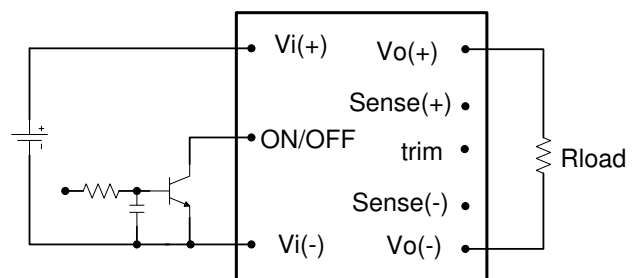 Vi(+)
Vo(+)
Sense(+)
ON/OFF
trim
Rload
Sense(-)
Vi(-)
Vo(-)
+
-